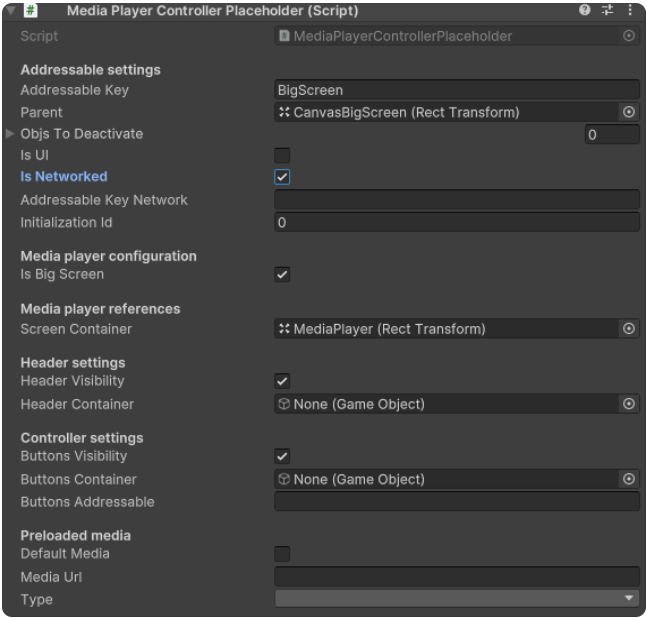 Media Player Controller Placeholder (Script)
Script MediaPlayerControllerPlaceholder
Addressable settings
Addressable Key BigScreen
Parent CanvasBigScreen (Rect Transform)
Objs To Deactivate 0
Is UI
Is Networked
Addressable Key Network
Initialization Id 0
Media player configuration
Is Big Screen
Media player references
Screen Container MediaPlayer (Rect Transform)
Header settings
Header Visibility
Header Container None (Game Object)
Controller settings
Buttons Visibility
Buttons Container None (Game Object)
Buttons Addressable
Preloaded media
Default Media
Media Url
Type